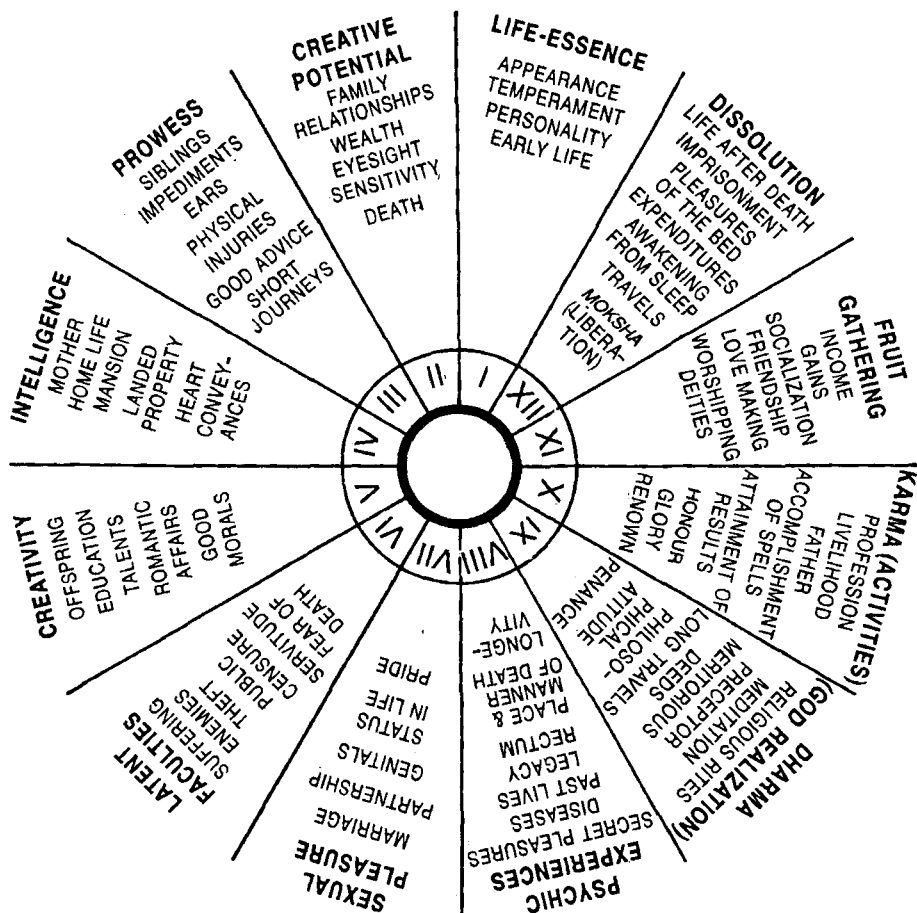 LIFE-ESSENCE
APPEARANCE
TEMPERAMENT
PERSONALITY
EARLY LIFE
CREATIVE
POTENTIAL
FAMILY
RELATIONSHIPS
WEALTH
EYESIGHT
SENSITIVITY
DEATH
PROWESS
SIBLINGS
IMPEDIMENTS
EARS
PHYSICAL
INJURIES
GOOD ADVICE
SHORT
JOURNEYS
INTELLIGENCE
MOTHER
HOME LIFE
MANSION
LANDED
PROPERTY
HEART
CONVEY-
ANCES
CREATIVITY
OFFSPRING
EDUCATION
TALENTS
ROMANTIC
AFFAIRS
GOOD
MORALS
LATENT
FACULTIES
SUFFERING
ENEMIES
THEFT
PUBLIC
CENSURE
SERVITUDE
FEAR OF
DEATH
SEXUAL
PLEASURE
MARRIAGE
PARTNERSHIP
GENITALS
STATUS
IN LIFE
PRIDE
PSYCHIC
EXPERIENCES
SECRET PLEASURES
DISEASES
PAST LIVES
LEGACY
RECTUM
PLACE &
MANNER
OF DEATH
LONGE-
VITY
DHARMA
(GOD REALIZATION)
RELIGIOUS RITES
MEDITATION
PRECEPTOR
MERITORIOUS
DEEDS
LONG TRAVELS
PHILOSO-
PHICAL
ATTITUDE
PENANCE
KARMA (ACTIVITIES)
PROFESSION
LIVELIHOOD
FATHER
ACCOMPLISHMENT
OF SPELLS
ATTAINMENT OF
RESULTS
HONOUR
GLORY
RENOWN
FRUIT
GATHERING
INCOME
GAINS
SOCIALIZATION
FRIENDSHIP
LOVE MAKING
WORSHIPPING
DEITIES
DISSOLUTION
LIFE AFTER DEATH
IMPRISONMENT
PLEASURES
OF THE BED
EXPENDITURES
AWAKENING
FROM SLEEP
TRAVELS
MOKSHA
(LIBERA-
TION)
I
II
III
IV
V
VI
VII
VIII
IX
X
XI
XII